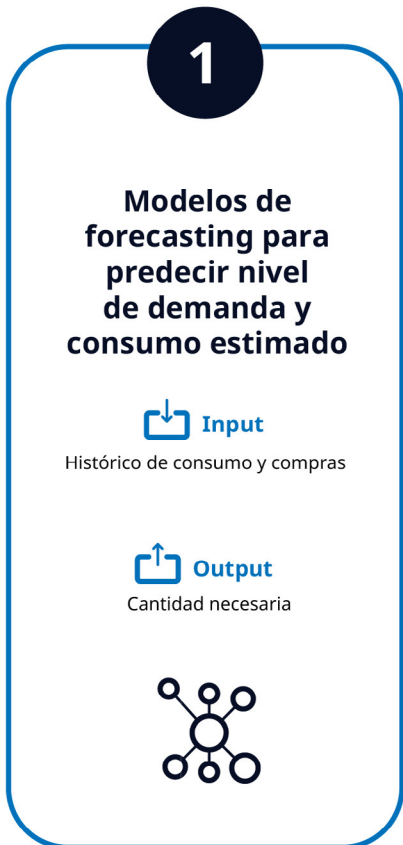 1
Modelos de
forecasting para
predecir nivel
de demanda y
consumo estimado
Input
Histórico de consumo y compras
Output
Cantidad necesaria